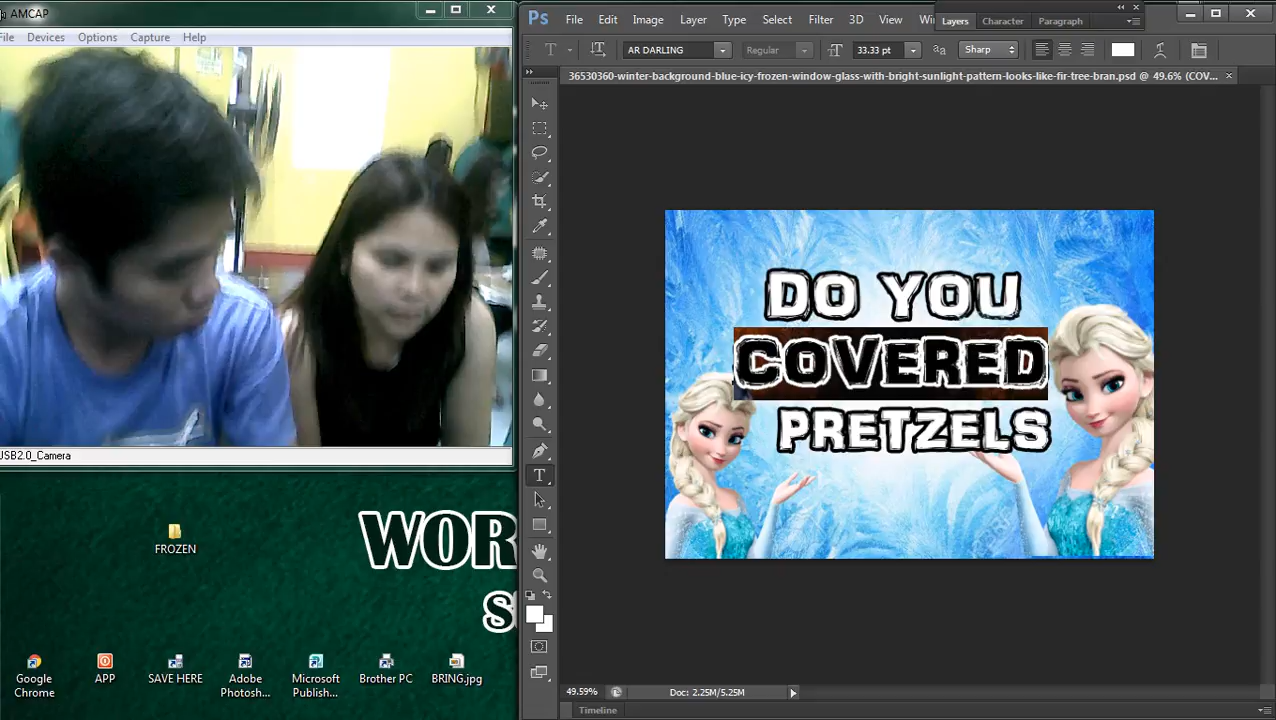 AMCAP
File Devices Options Capture Help
USB2.0_Camera
FROZEN
WOR
S
Google Chrome
APP
SAVE HERE
Adobe Photosh...
Microsoft Publish...
Brother PC
BRING.jpg
Ps File Edit Image Layer Type Select Filter 3D View Wi
Layers Character Paragraph
T AR DARLING Regular 33.33 pt aa Sharp
36530360-winter-background-blue-icy-frozen-window-glass-with-bright-sunlight-pattern-looks-like-fir-tree-bran.psd @ 49.6% (COV...
DO YOU
COVERED
PRETZELS
49.59% Doc: 2.25M/5.25M
Timeline